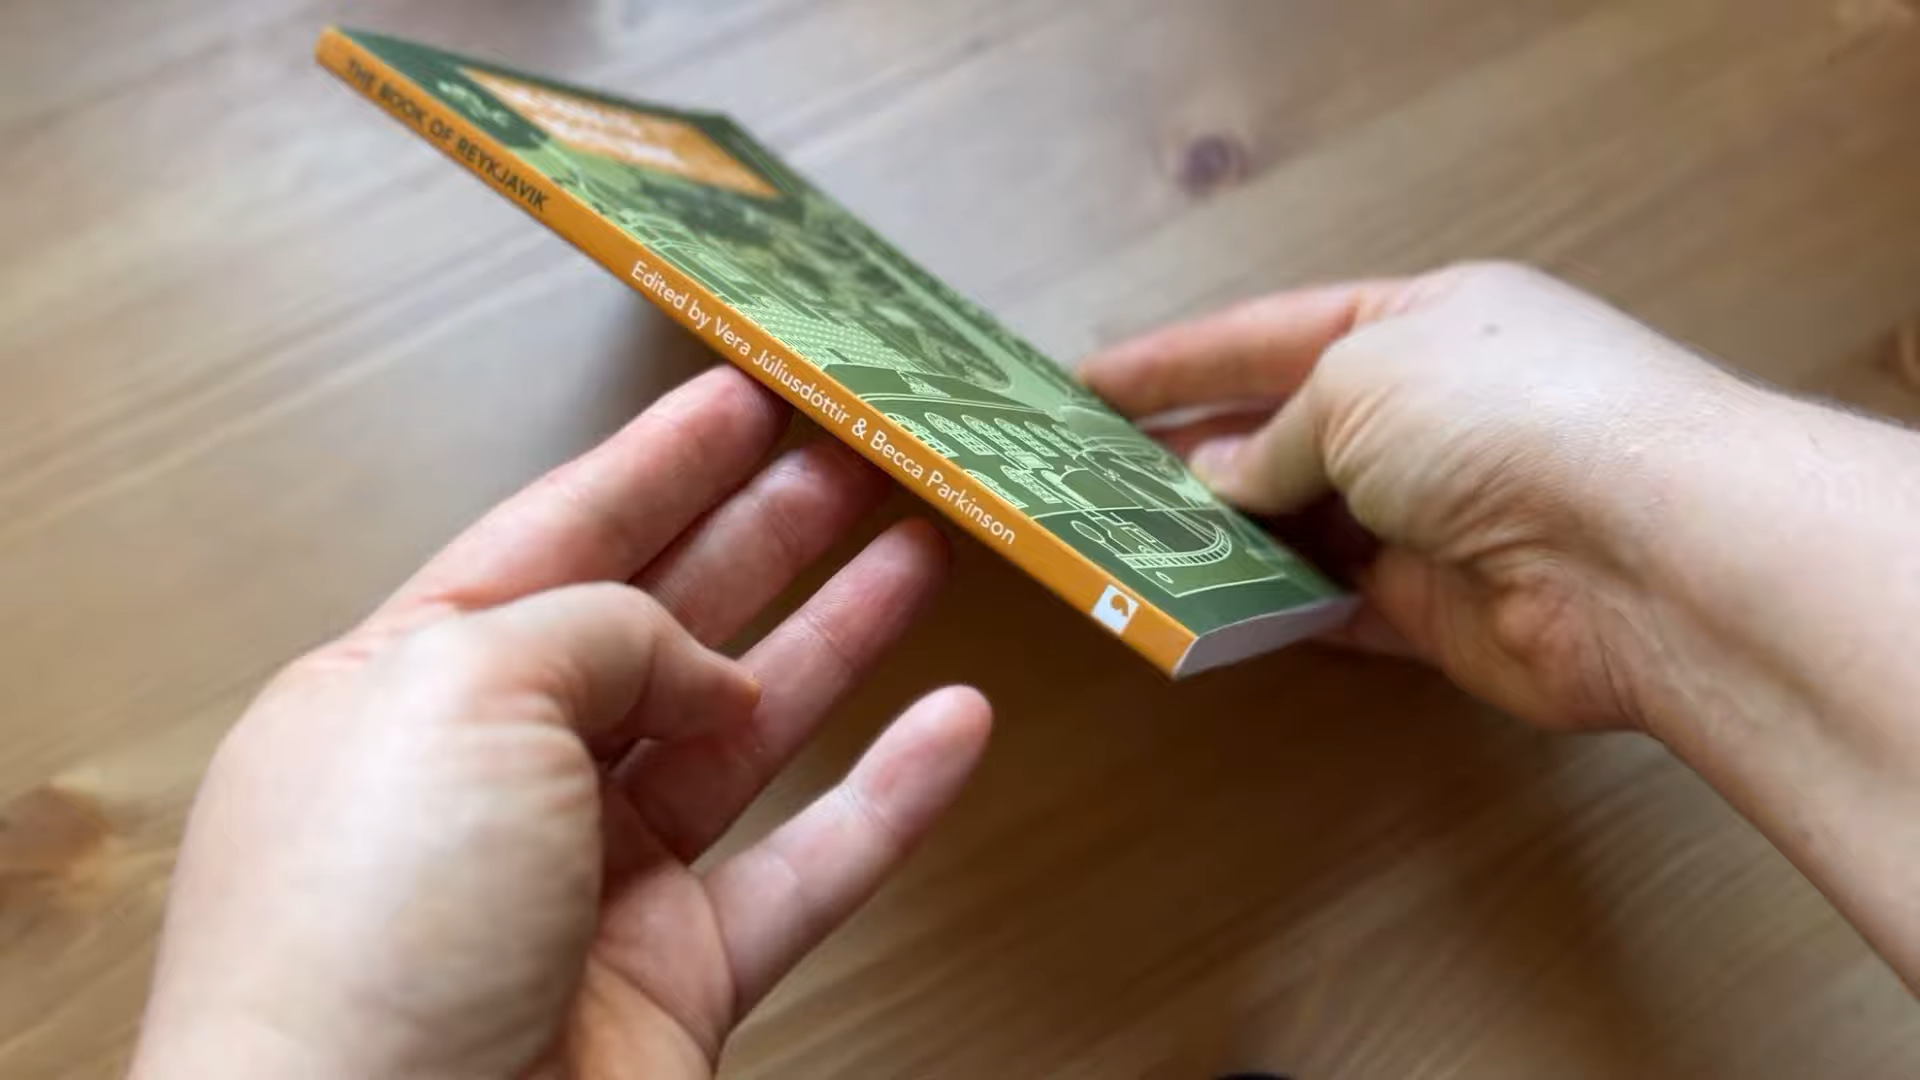 THE BOOK OF REYKJAVIK
Edited by Vera Júlíusdóttir & Becca Parkinson